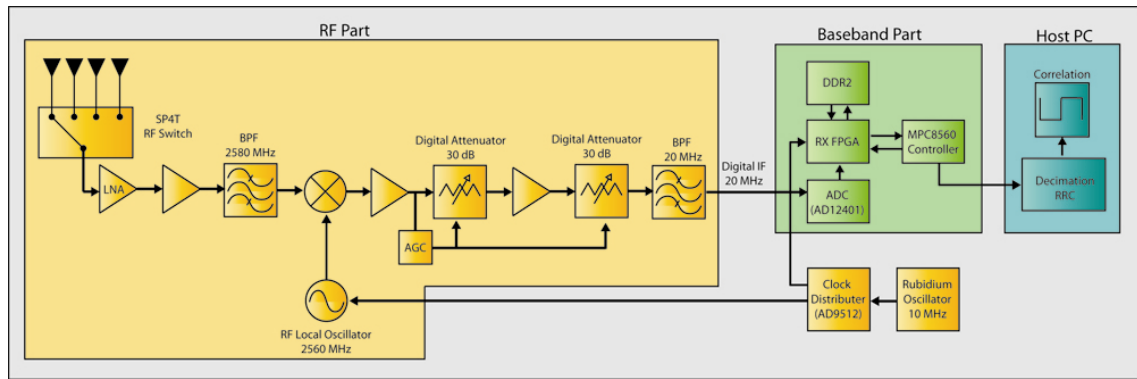 RF Part
SP4T
RF Switch
LNA
BPF
2580 MHz
Digital Attenuator
30 dB
Digital Attenuator
30 dB
BPF
20 MHz
AGC
RF Local Oscillator
2560 MHz
Digital IF
20 MHz
Baseband Part
DDR2
RX FPGA
MPC8560
Controller
ADC
(AD12401)
Host PC
Correlation
Decimation
RRC
Clock
Distributer
(AD9512)
Rubidium
Oscillator
10 MHz